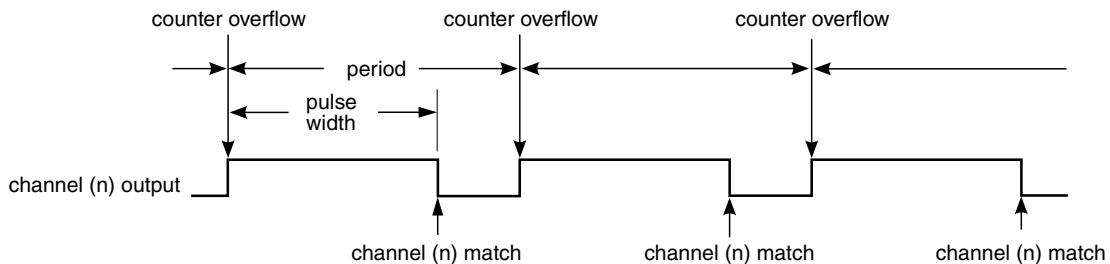 counter overflow
counter overflow
counter overflow
period
pulse
width
channel (n) output
channel (n) match
channel (n) match
channel (n) match